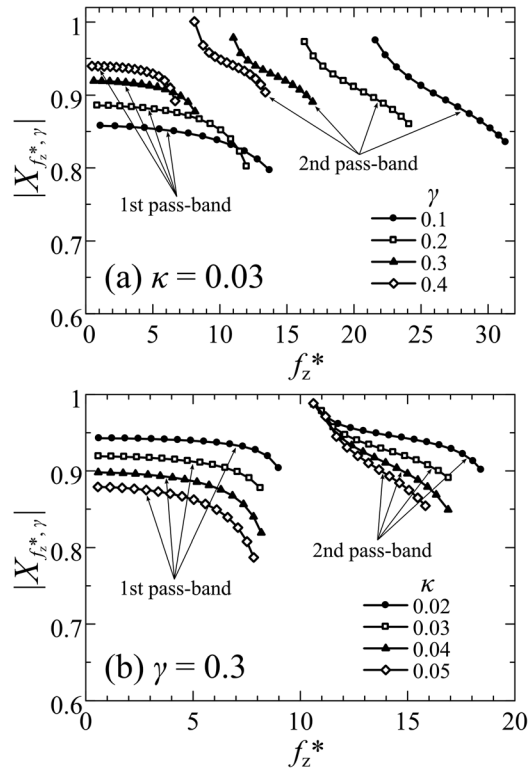 |X_{f_z*, γ}|
1
0.9
0.8
0.7
0.6
1st pass-band
2nd pass-band
γ
0.1
0.2
0.3
0.4
(a) κ = 0.03
0 5 10 15 20 25 30
f_z*
|X_{f_z*, γ}|
1
0.9
0.8
0.7
0.6
1st pass-band
2nd pass-band
κ
0.02
0.03
0.04
0.05
(b) γ = 0.3
0 5 10 15 20
f_z*